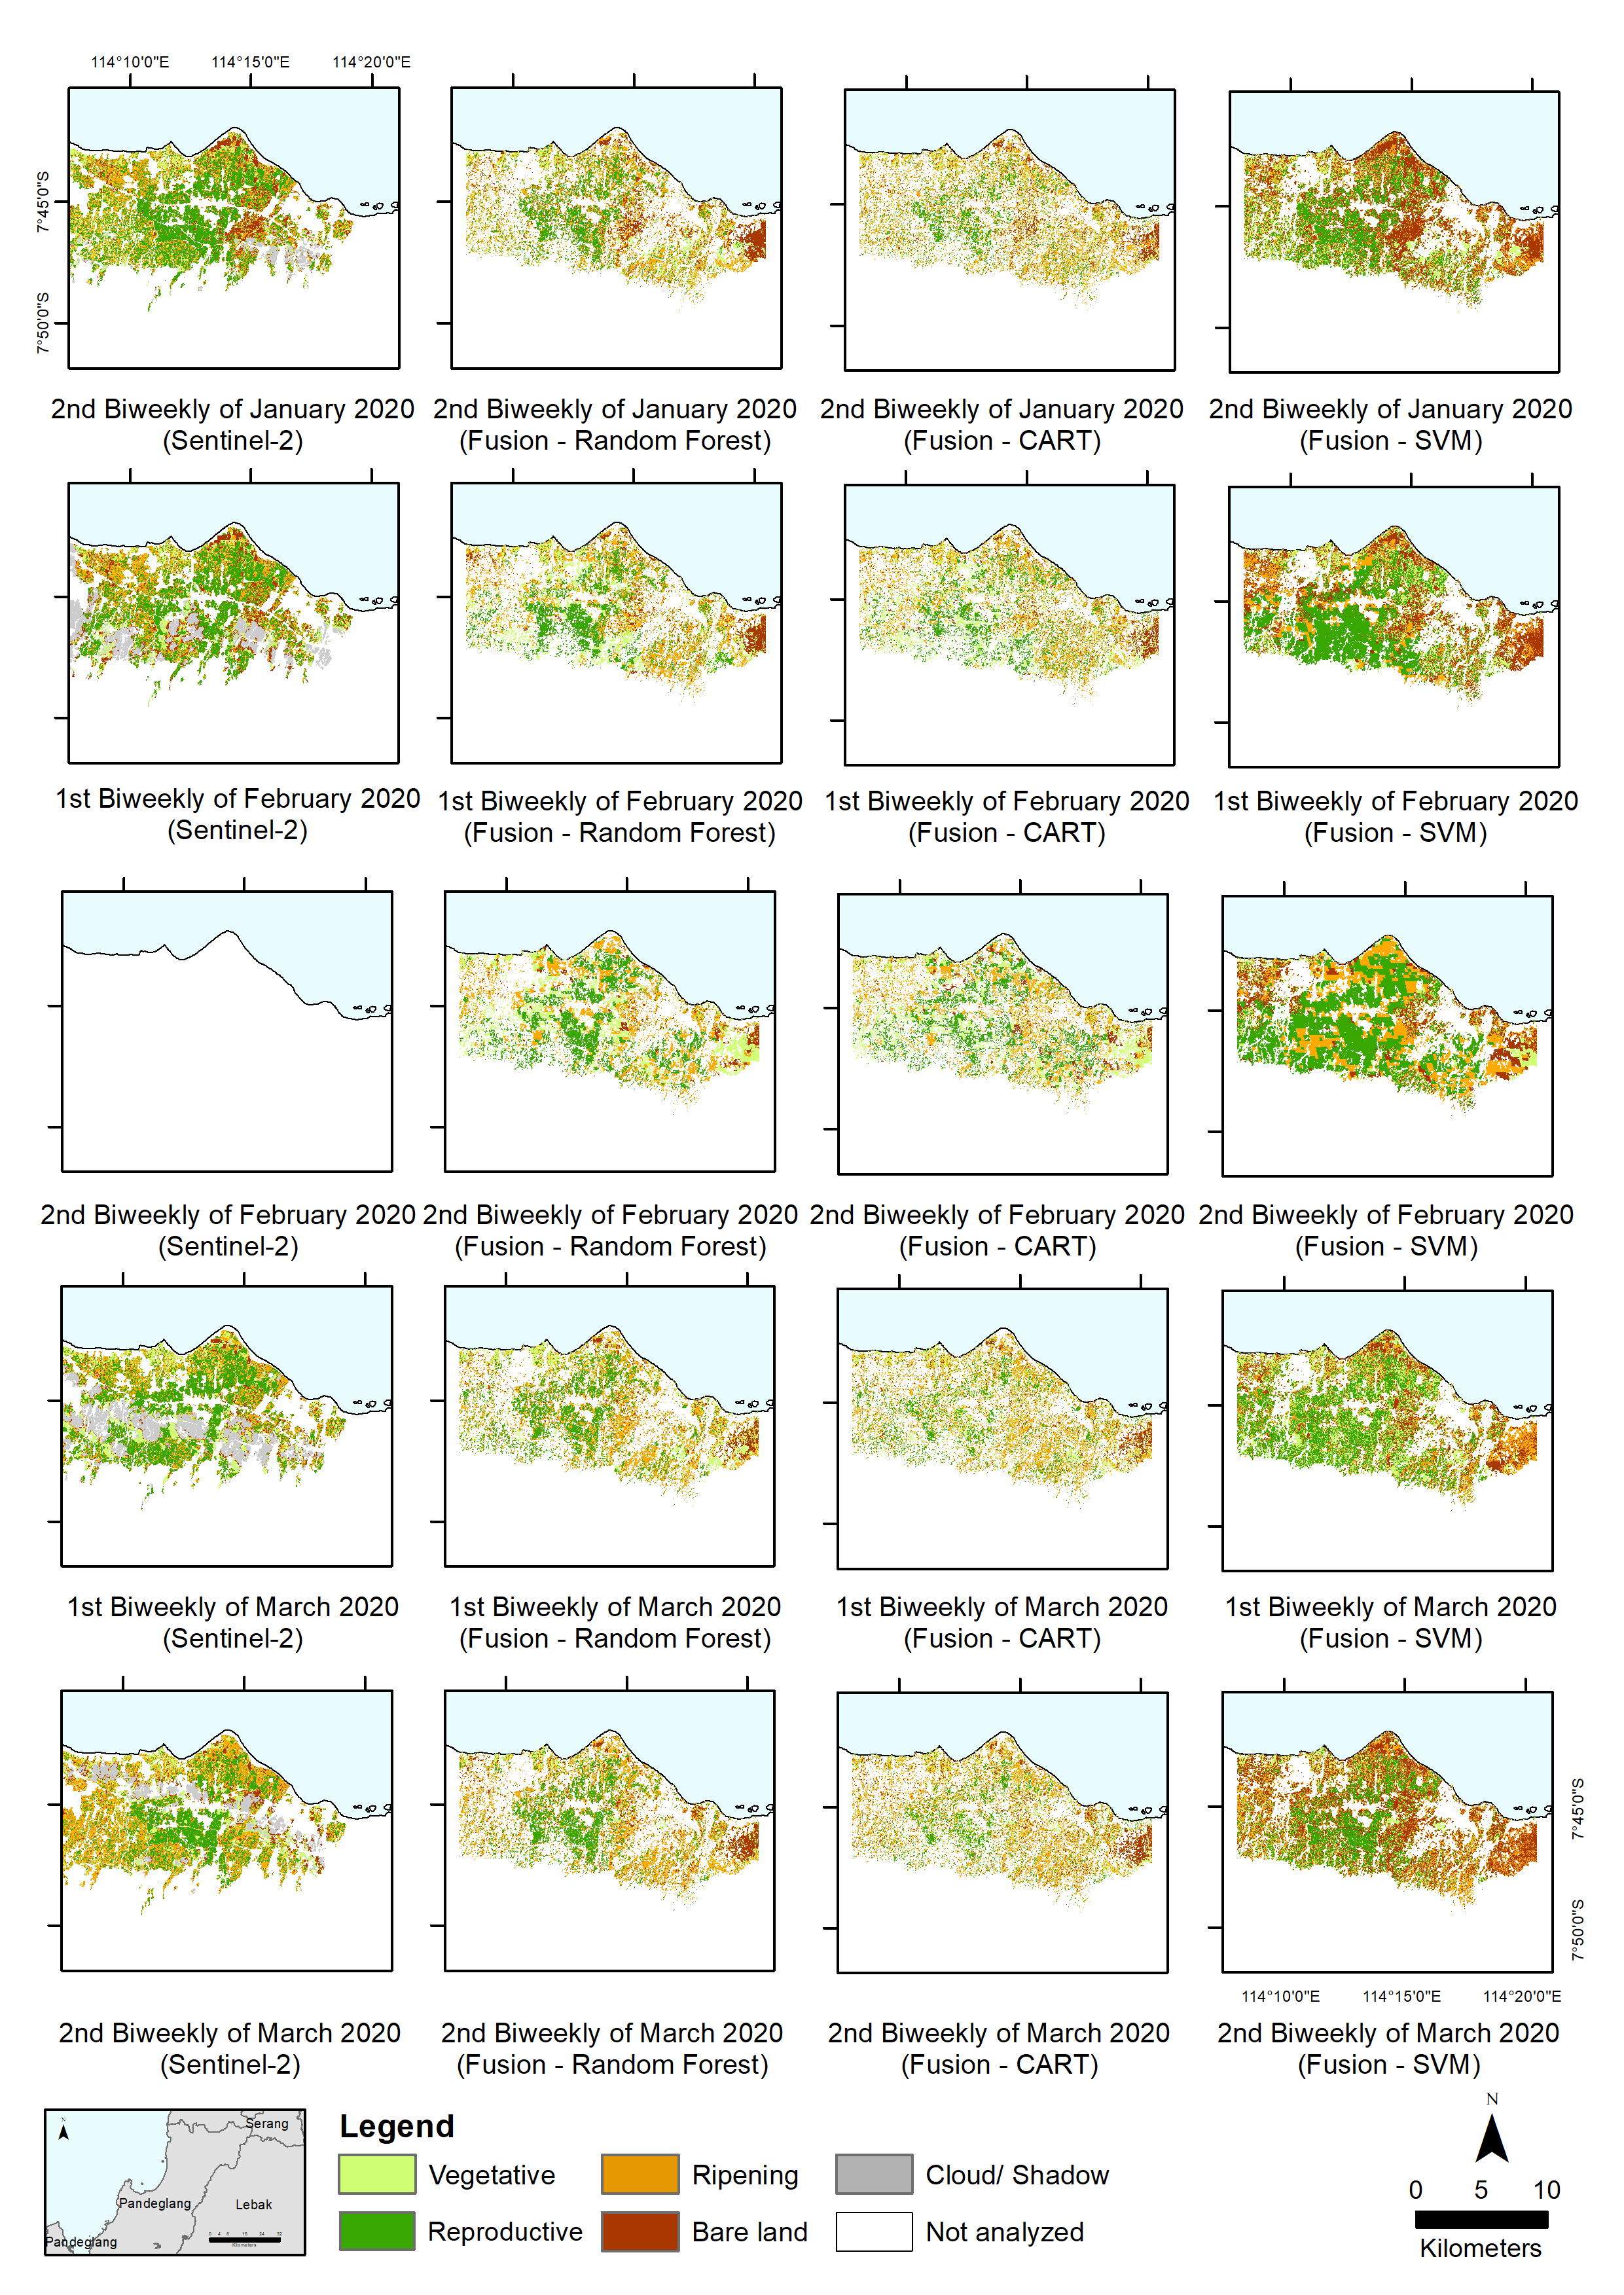 114°10'0"E 114°15'0"E 114°20'0"E
7°45'0"S
7°50'0"S
2nd Biweekly of January 2020 2nd Biweekly of January 2020 2nd Biweekly of January 2020 2nd Biweekly of January 2020
(Sentinel-2) (Fusion - Random Forest) (Fusion - CART) (Fusion - SVM)
1st Biweekly of February 2020 1st Biweekly of February 2020 1st Biweekly of February 2020 1st Biweekly of February 2020
(Sentinel-2) (Fusion - Random Forest) (Fusion - CART) (Fusion - SVM)
2nd Biweekly of February 2020 2nd Biweekly of February 2020 2nd Biweekly of February 2020 2nd Biweekly of February 2020
(Sentinel-2) (Fusion - Random Forest) (Fusion - CART) (Fusion - SVM)
1st Biweekly of March 2020 1st Biweekly of March 2020 1st Biweekly of March 2020 1st Biweekly of March 2020
(Sentinel-2) (Fusion - Random Forest) (Fusion - CART) (Fusion - SVM)
7°45'0"S
7°50'0"S
114°10'0"E 114°15'0"E 114°20'0"E
2nd Biweekly of March 2020 2nd Biweekly of March 2020 2nd Biweekly of March 2020 2nd Biweekly of March 2020
(Sentinel-2) (Fusion - Random Forest) (Fusion - CART) (Fusion - SVM)
N
Serang
Pandeglang
Lebak
Pandeglang
0 4 8 16 24 32
Kilometers
Legend
Vegetative Ripening Cloud/ Shadow
Reproductive Bare land Not analyzed
N
0 5 10
Kilometers